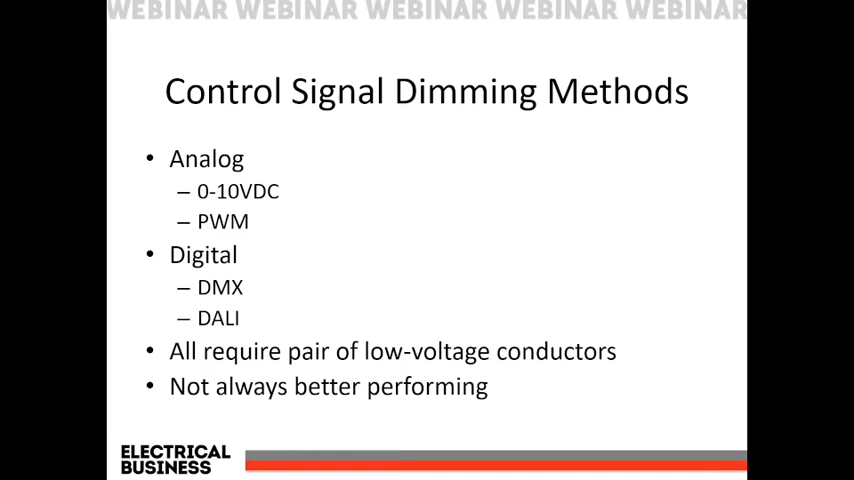 WEBINAR WEBINAR WEBINAR WEBINAR WEBINAR
Control Signal Dimming Methods
• Analog
– 0-10VDC
– PWM
• Digital
– DMX
– DALI
• All require pair of low-voltage conductors
• Not always better performing
ELECTRICAL
BUSINESS